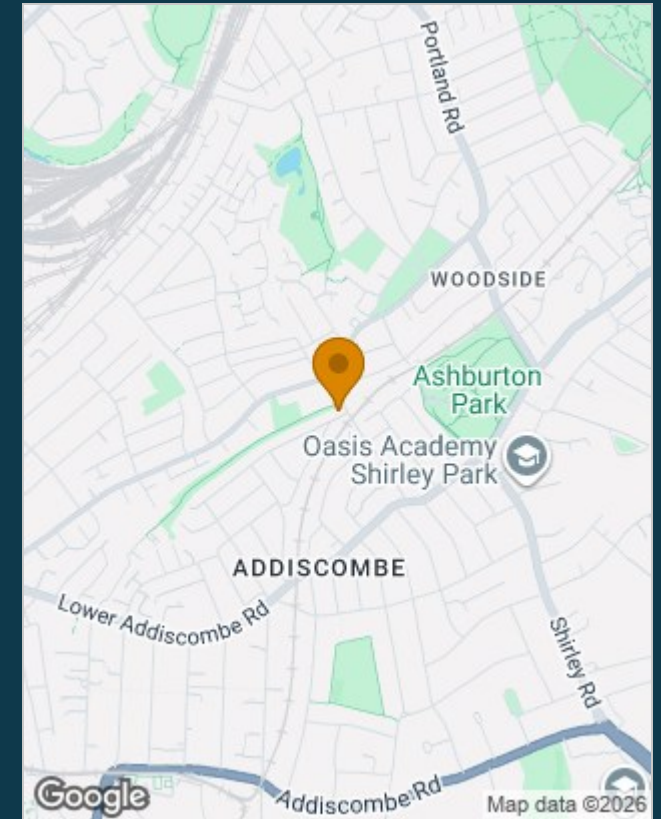 Portland Rd
WOODSIDE
Ashburton
Park
Oasis Academy
Shirley Park
ADDISCOMBE
Lower Addiscombe Rd
Shirley Rd
Addiscombe Rd
Google
Map data ©2026